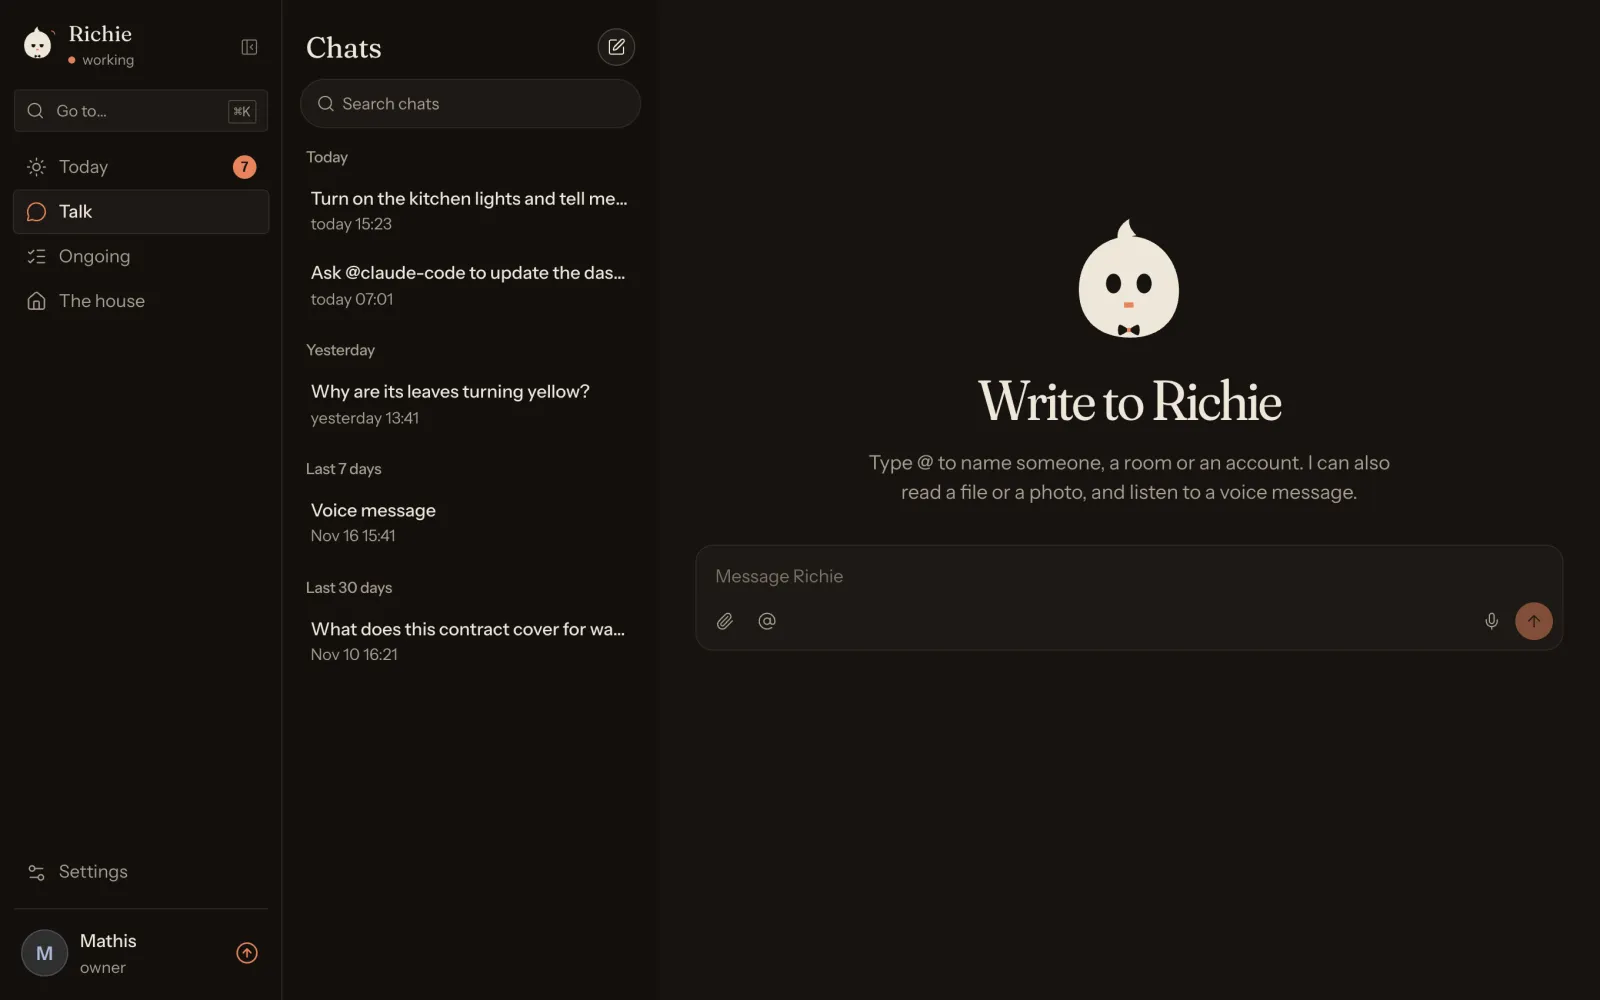 Richie
working
Go to...
⌘K
Today
7
Talk
Ongoing
The house
Settings
M
Mathis
owner
Chats
Search chats
Today
Turn on the kitchen lights and tell me...
today 15:23
Ask @claude-code to update the das...
today 07:01
Yesterday
Why are its leaves turning yellow?
yesterday 13:41
Last 7 days
Voice message
Nov 16 15:41
Last 30 days
What does this contract cover for wa...
Nov 10 16:21
Write to Richie
Type @ to name someone, a room or an account. I can also
read a file or a photo, and listen to a voice message.
Message Richie